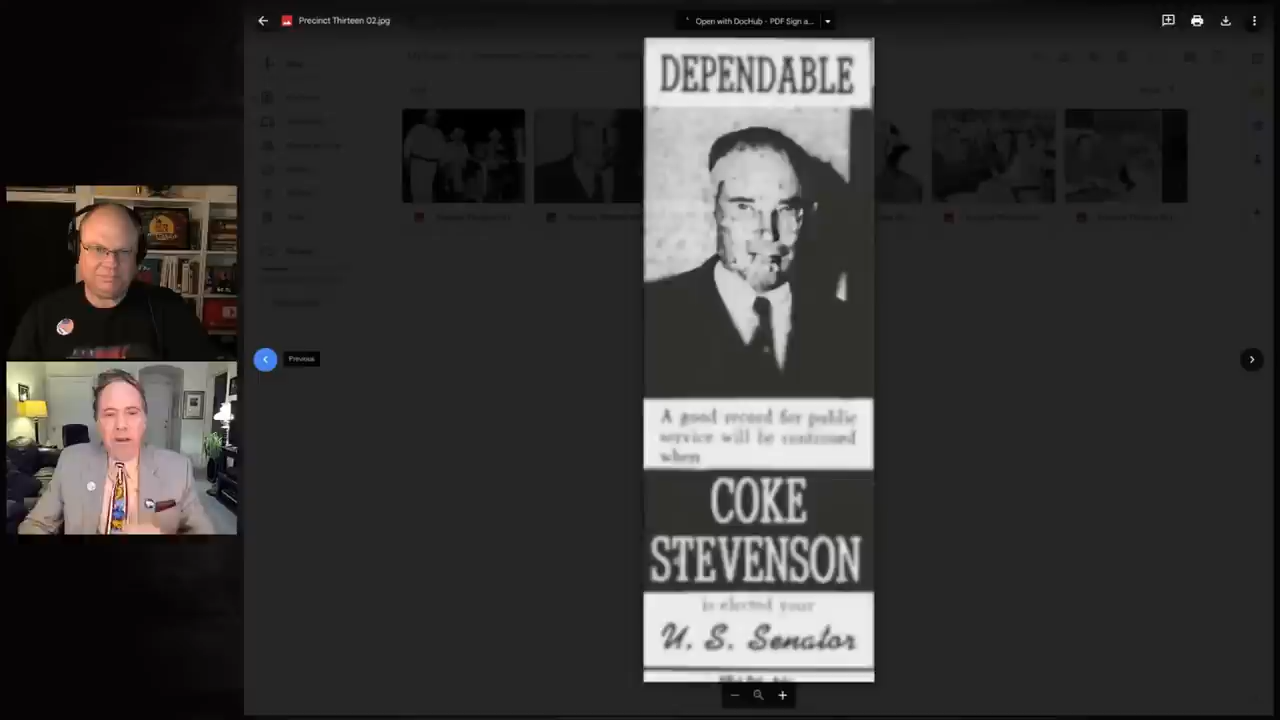 Precinct Thirteen 02.jpg
Open with DocHub - PDF Sign a...
DEPENDABLE
A good record for public
service will be continued
when
COKE
STEVENSON
is elected your
U. S. Senator
Previous